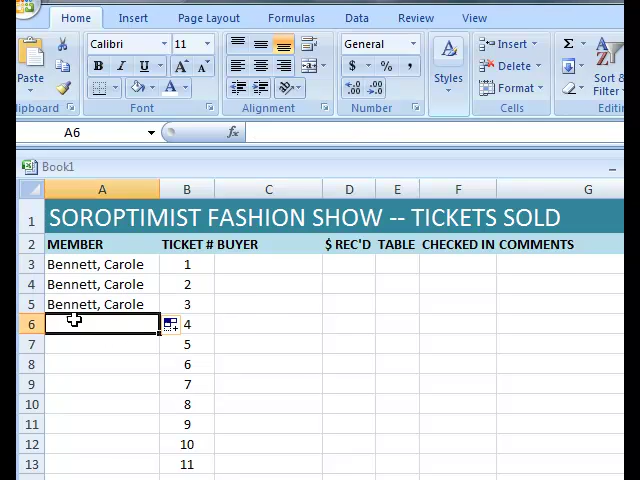 Home Insert Page Layout Formulas Data Review View
Calibri 11 General Insert Σ
Paste B I U A A $ % , Styles Delete Sort &
Format Filter
lipboard Font Alignment Number Cells Editin
A6 fx
Book1
A B C D E F G
1 SOROPTIMIST FASHION SHOW -- TICKETS SOLD
2 MEMBER TICKET # BUYER $ REC'D TABLE CHECKED IN COMMENTS
3 Bennett, Carole 1
4 Bennett, Carole 2
5 Bennett, Carole 3
6 4
7 5
8 6
9 7
10 8
11 9
12 10
13 11